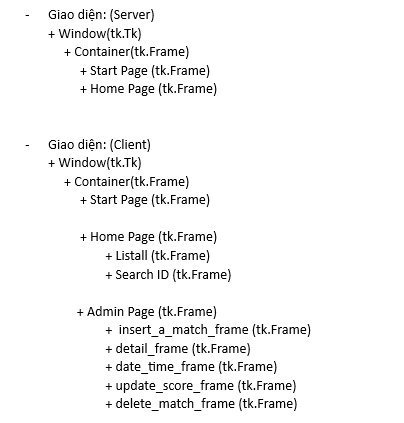 - Giao diện: (Server)
+ Window(tk.Tk)
+ Container(tk.Frame)
+ Start Page (tk.Frame)
+ Home Page (tk.Frame)
- Giao diện: (Client)
+ Window(tk.Tk)
+ Container(tk.Frame)
+ Start Page (tk.Frame)
+ Home Page (tk.Frame)
+ Listall (tk.Frame)
+ Search ID (tk.Frame)
+ Admin Page (tk.Frame)
+ insert_a_match_frame (tk.Frame)
+ detail_frame (tk.Frame)
+ date_time_frame (tk.Frame)
+ update_score_frame (tk.Frame)
+ delete_match_frame (tk.Frame)